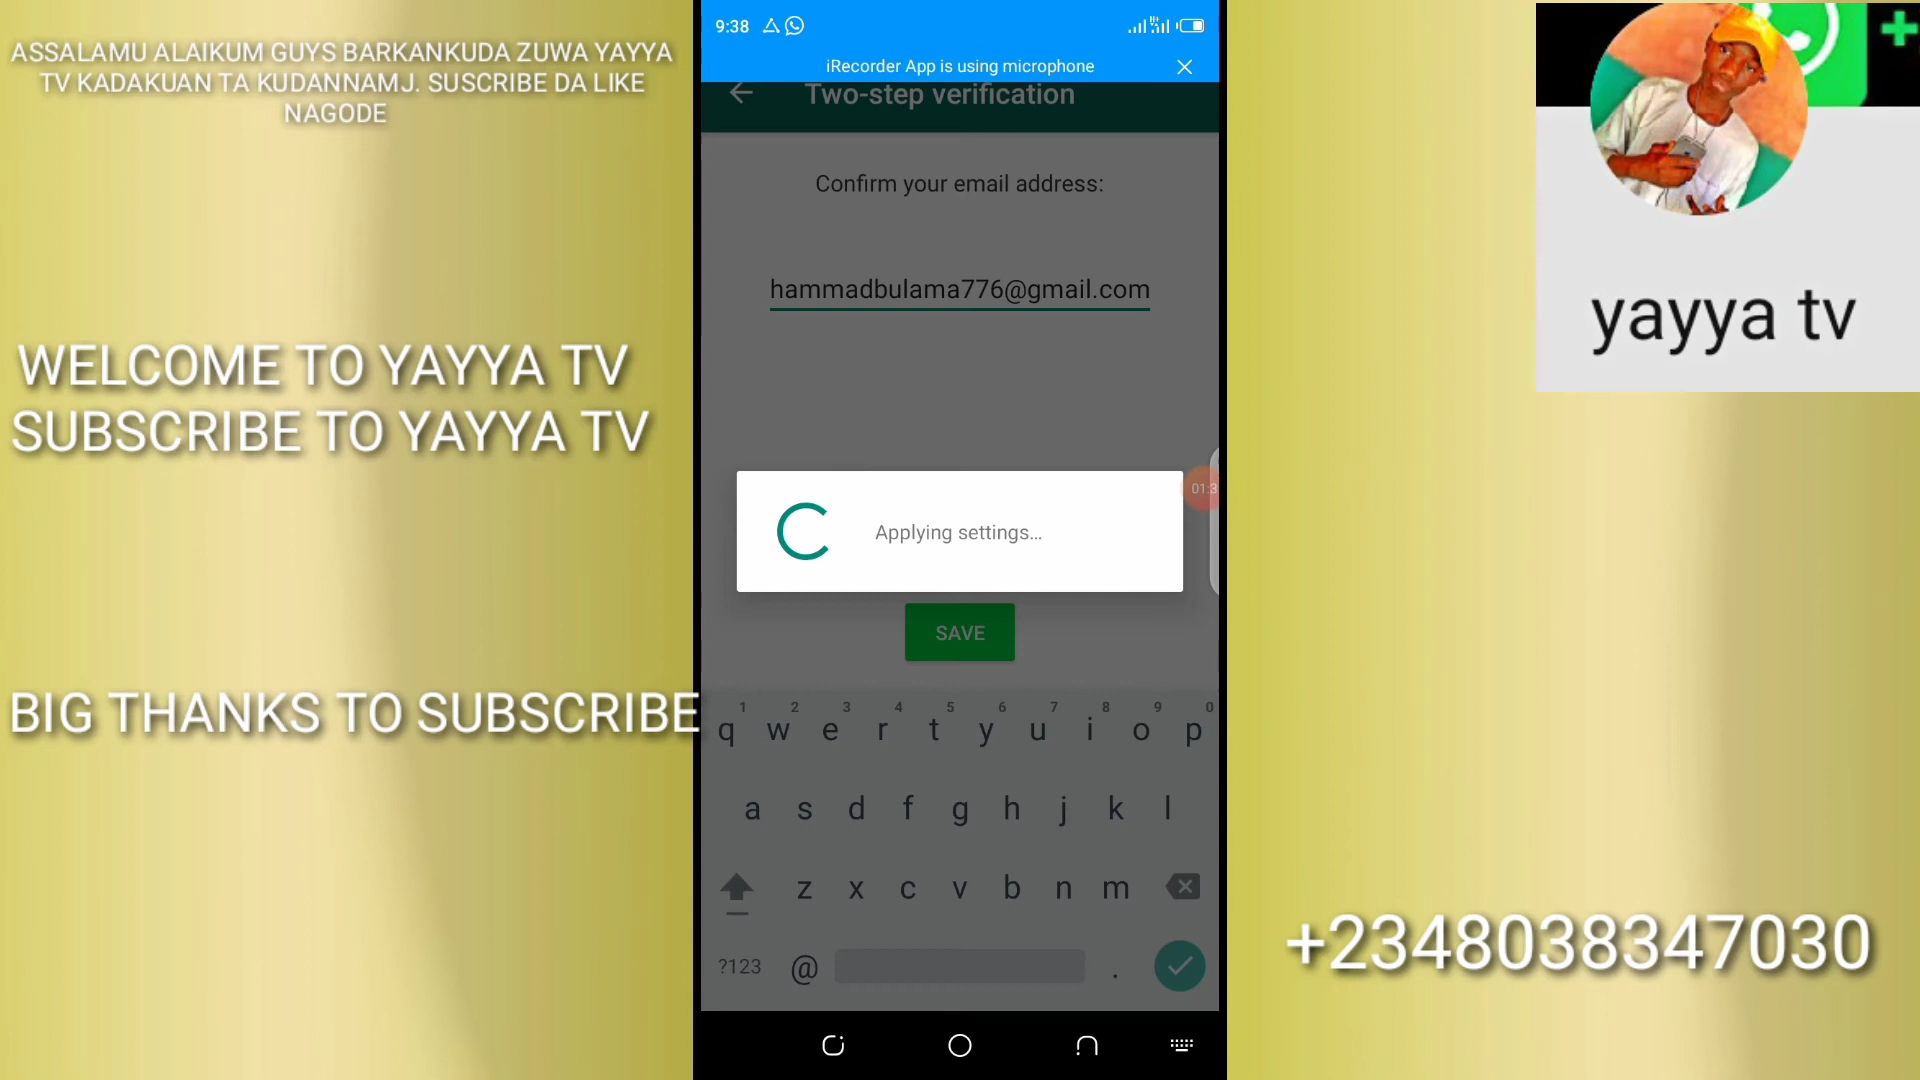 ASSALAMU ALAIKUM GUYS BARKANKUDA ZUWA YAYYA
TV KADAKUAN TA KUDANNAMJ. SUSCRIBE DA LIKE
NAGODE
WELCOME TO YAYYA TV
SUBSCRIBE TO YAYYA TV
BIG THANKS TO SUBSCRIBE
9:38
iRecorder App is using microphone
Two-step verification
Confirm your email address:
hammadbulama776@gmail.com
01:3
Applying settings...
SAVE
1 2 3 4 5 6 7 8 9 0
q w e r t y u i o p
a s d f g h j k l
z x c v b n m
?123 @ .
yayya tv
+2348038347030